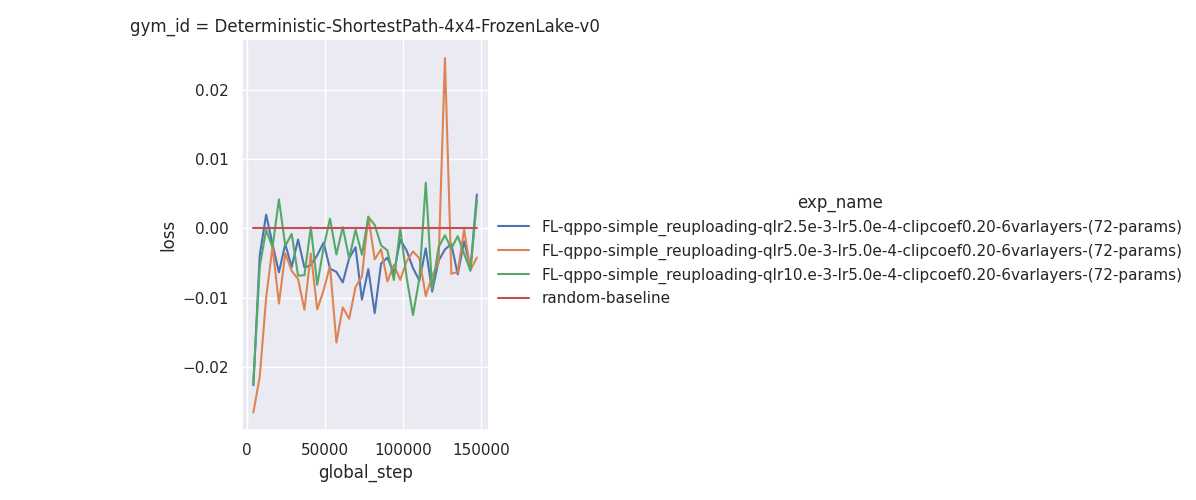 gym_id = Deterministic-ShortestPath-4x4-FrozenLake-v0
0.02
0.01
0.00
−0.01
−0.02
loss
0
50000
100000
150000
global_step
exp_name
FL-qppo-simple_reuploading-qlr2.5e-3-lr5.0e-4-clipcoef0.20-6varlayers-(72-params)
FL-qppo-simple_reuploading-qlr5.0e-3-lr5.0e-4-clipcoef0.20-6varlayers-(72-params)
FL-qppo-simple_reuploading-qlr10.e-3-lr5.0e-4-clipcoef0.20-6varlayers-(72-params)
random-baseline